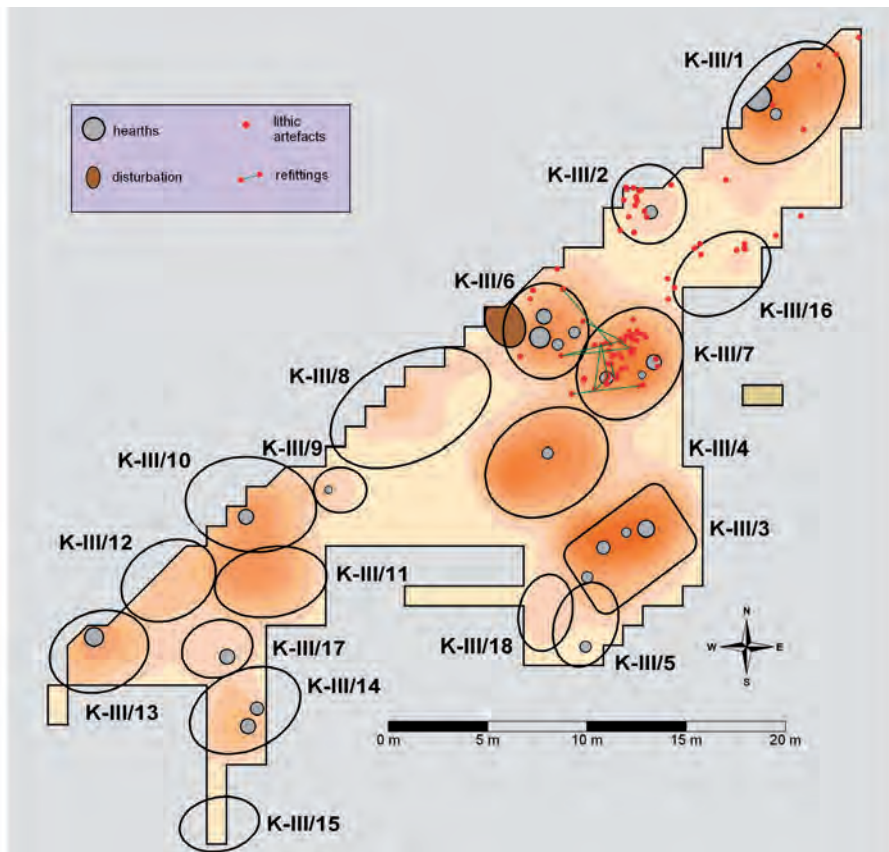 K-III/1
hearths
lithic
artefacts
disturbation
refittings
K-III/2
K-III/6
K-III/16
K-III/8
K-III/7
K-III/9
K-III/4
K-III/10
K-III/3
K-III/12
K-III/11
N
W E
S
K-III/17
K-III/18
K-III/5
K-III/14
K-III/13
0 m 5 m 10 m 15 m 20 m
K-III/15